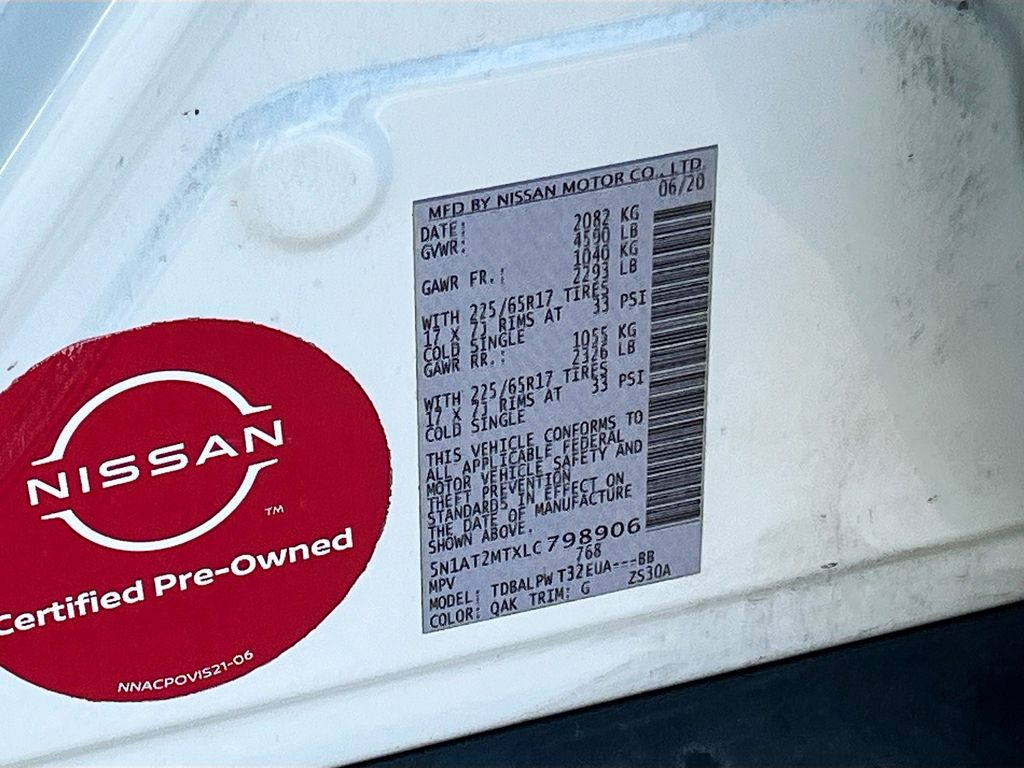 MFD BY NISSAN MOTOR CO., LTD.
DATE: 06/20
GVWR: 2082 KG
4590 LB
GAWR FR.: 1040 KG
2293 LB
WITH 225/65R17 TIRES
17 X 7J RIMS AT 33 PSI
COLD SINGLE
GAWR RR.: 1055 KG
2326 LB
WITH 225/65R17 TIRES
17 X 7J RIMS AT 33 PSI
COLD SINGLE
THIS VEHICLE CONFORMS TO
ALL APPLICABLE FEDERAL
MOTOR VEHICLE SAFETY AND
THEFT PREVENTION
STANDARDS IN EFFECT ON
THE DATE OF MANUFACTURE
SHOWN ABOVE.
5N1AT2MTXLC798906
MPV 768
MODEL: TDBALPW T32EUA---BB
COLOR: QAK TRIM: G ZS30A
NISSAN
TM
Certified Pre-Owned
NNACPOVIS21-06